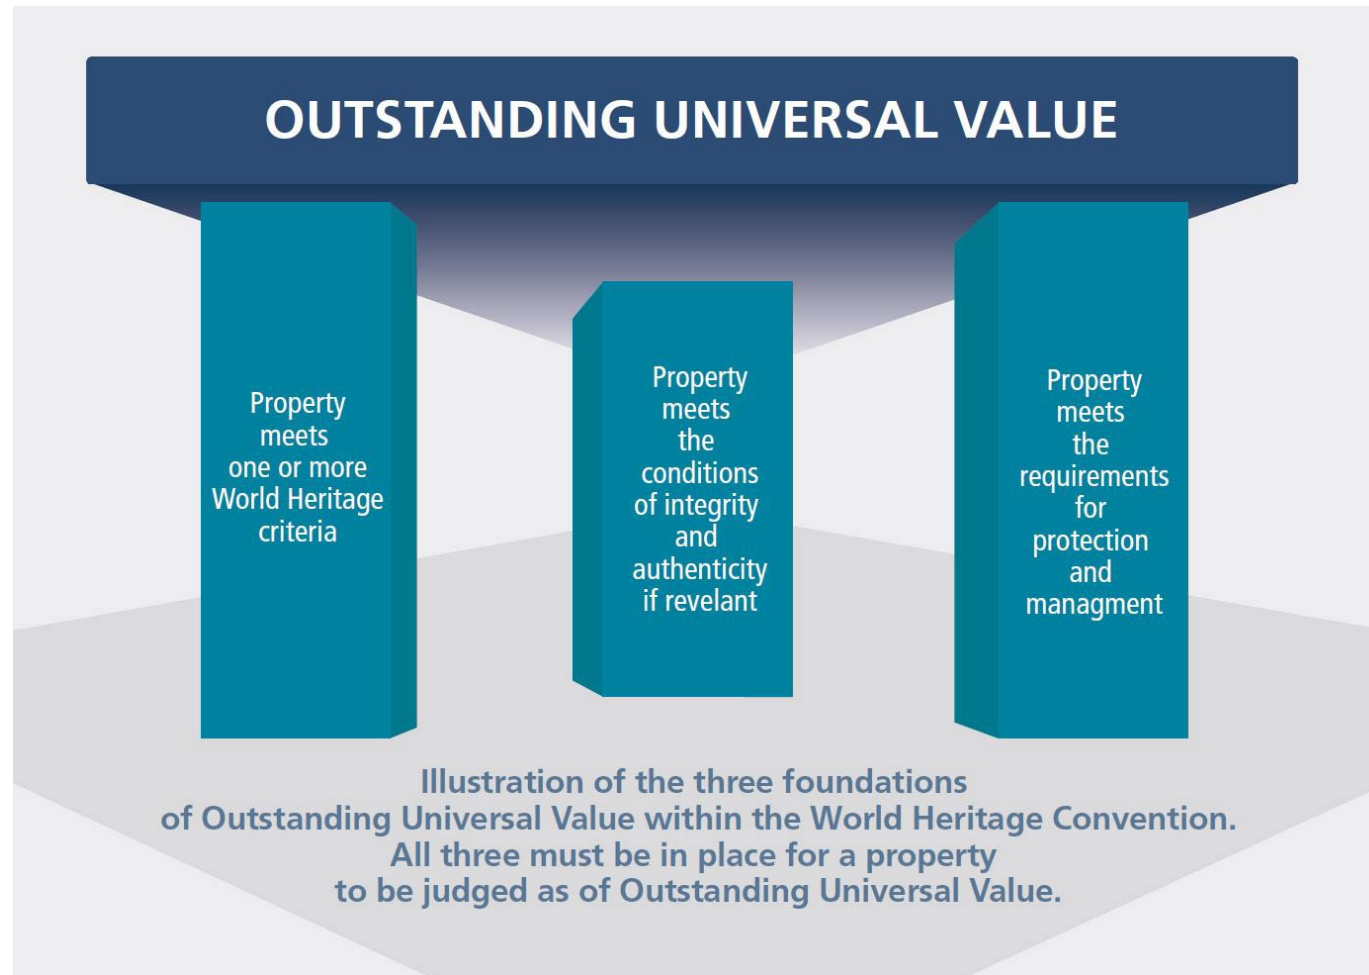 OUTSTANDING UNIVERSAL VALUE
Property
meets
one or more
World Heritage
criteria
Property
meets
the
conditions
of integrity
and
authenticity
if revelant
Property
meets
the
requirements
for
protection
and
managment
Illustration of the three foundations
of Outstanding Universal Value within the World Heritage Convention.
All three must be in place for a property
to be judged as of Outstanding Universal Value.